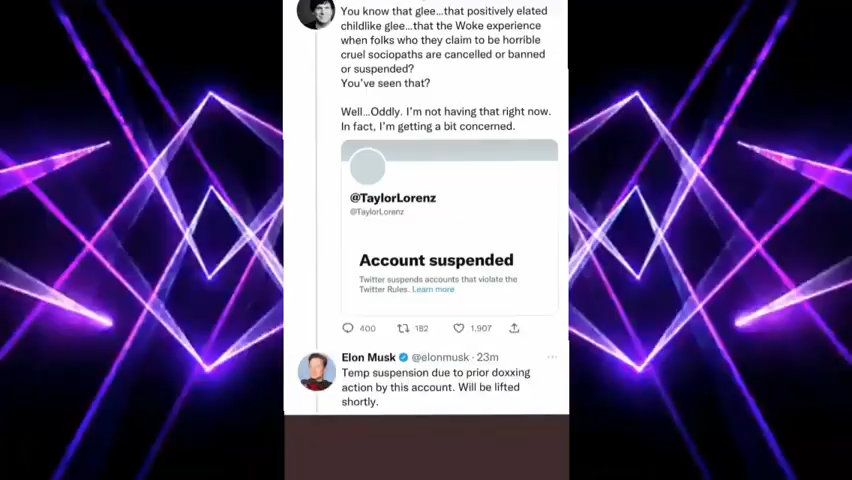 You know that glee...that positively elated
childlike glee...that the Woke experience
when folks who they claim to be horrible
cruel sociopaths are cancelled or banned
or suspended?
You've seen that?
Well...Oddly. I'm not having that right now.
In fact, I'm getting a bit concerned.
@TaylorLorenz
@TaylorLorenz
Account suspended
Twitter suspends accounts that violate the
Twitter Rules. Learn more
400 182 1,907
Elon Musk @elonmusk · 23m
Temp suspension due to prior doxxing
action by this account. Will be lifted
shortly.